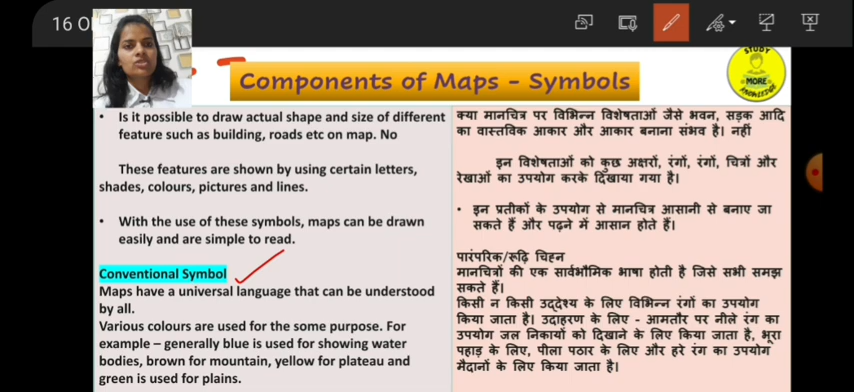 16 O
STUDY
MORE
KNOWLEDGE
Components of Maps - Symbols
• Is it possible to draw actual shape and size of different
feature such as building, roads etc on map. No
These features are shown by using certain letters,
shades, colours, pictures and lines.
• With the use of these symbols, maps can be drawn
easily and are simple to read.
Conventional Symbol
Maps have a universal language that can be understood
by all.
Various colours are used for the some purpose. For
example – generally blue is used for showing water
bodies, brown for mountain, yellow for plateau and
green is used for plains.
क्या मानचित्र पर विभिन्न विशेषताओं जैसे भवन, सड़क आदि
का वास्तविक आकार और आकार बनाना संभव है। नहीं
इन विशेषताओं को कुछ अक्षरों, रंगों, रंगों, चित्रों और
रेखाओं का उपयोग करके दिखाया गया है।
• इन प्रतीकों के उपयोग से मानचित्र आसानी से बनाए जा
सकते हैं और पढ़ने में आसान होते हैं।
पारंपरिक/रूढ़ि चिह्न
मानचित्रों की एक सार्वभौमिक भाषा होती है जिसे सभी समझ
सकते हैं।
किसी न किसी उद्देश्य के लिए विभिन्न रंगों का उपयोग
किया जाता है। उदाहरण के लिए - आमतौर पर नीले रंग का
उपयोग जल निकायों को दिखाने के लिए किया जाता है, भूरा
पहाड़ के लिए, पीला पठार के लिए और हरे रंग का उपयोग
मैदानों के लिए किया जाता है।